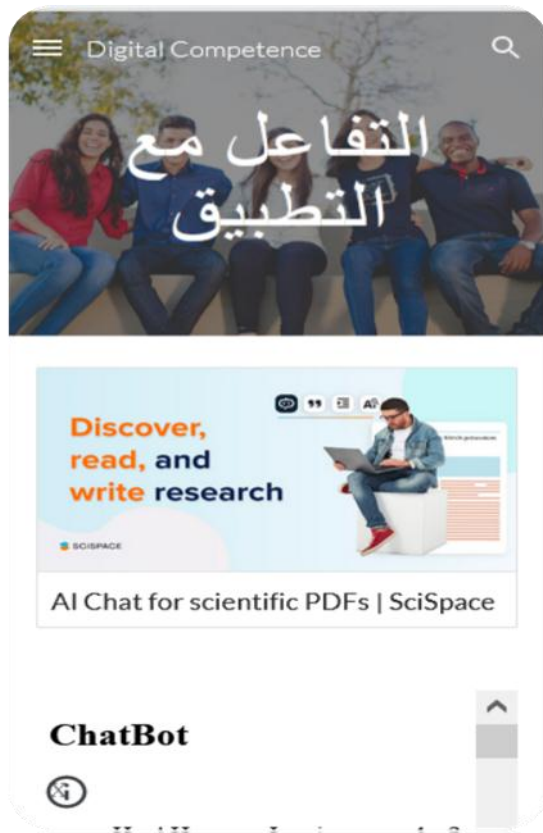 Digital Competence
التفاعل مع
التطبيق
Discover,
read, and
write research
SCISPACE
AI Chat for scientific PDFs | SciSpace
ChatBot